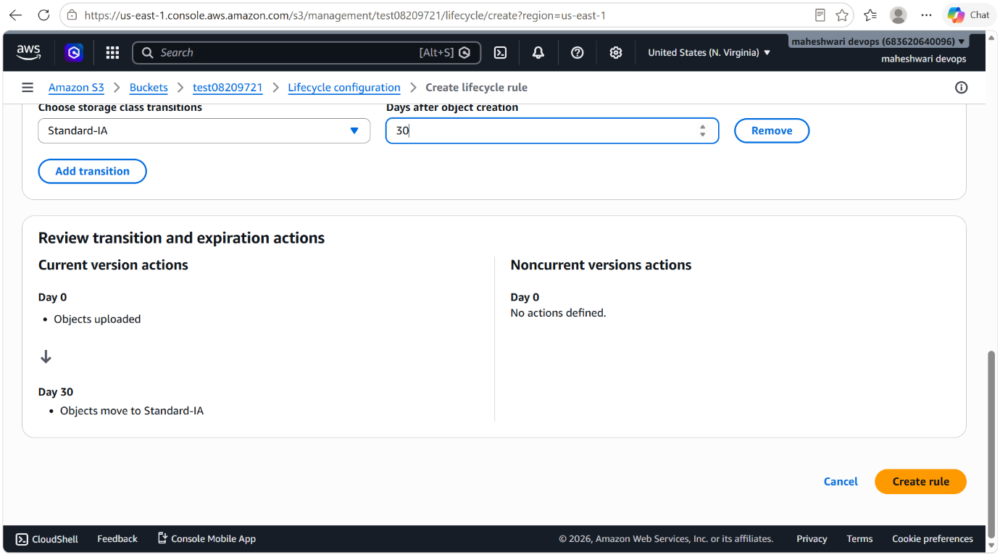 https://us-east-1.console.aws.amazon.com/s3/management/test08209721/lifecycle/create?region=us-east-1
Chat
aws
Search
[Alt+S]
United States (N. Virginia)
maheshwari devops (683620640096)
maheshwari devops
Amazon S3 > Buckets > test08209721 > Lifecycle configuration > Create lifecycle rule
Choose storage class transitions
Days after object creation
Standard-IA
30
Remove
Add transition
Review transition and expiration actions
Current version actions
Day 0
• Objects uploaded
Day 30
• Objects move to Standard-IA
Noncurrent versions actions
Day 0
No actions defined.
Cancel
Create rule
CloudShell
Feedback
Console Mobile App
© 2026, Amazon Web Services, Inc. or its affiliates.
Privacy
Terms
Cookie preferences